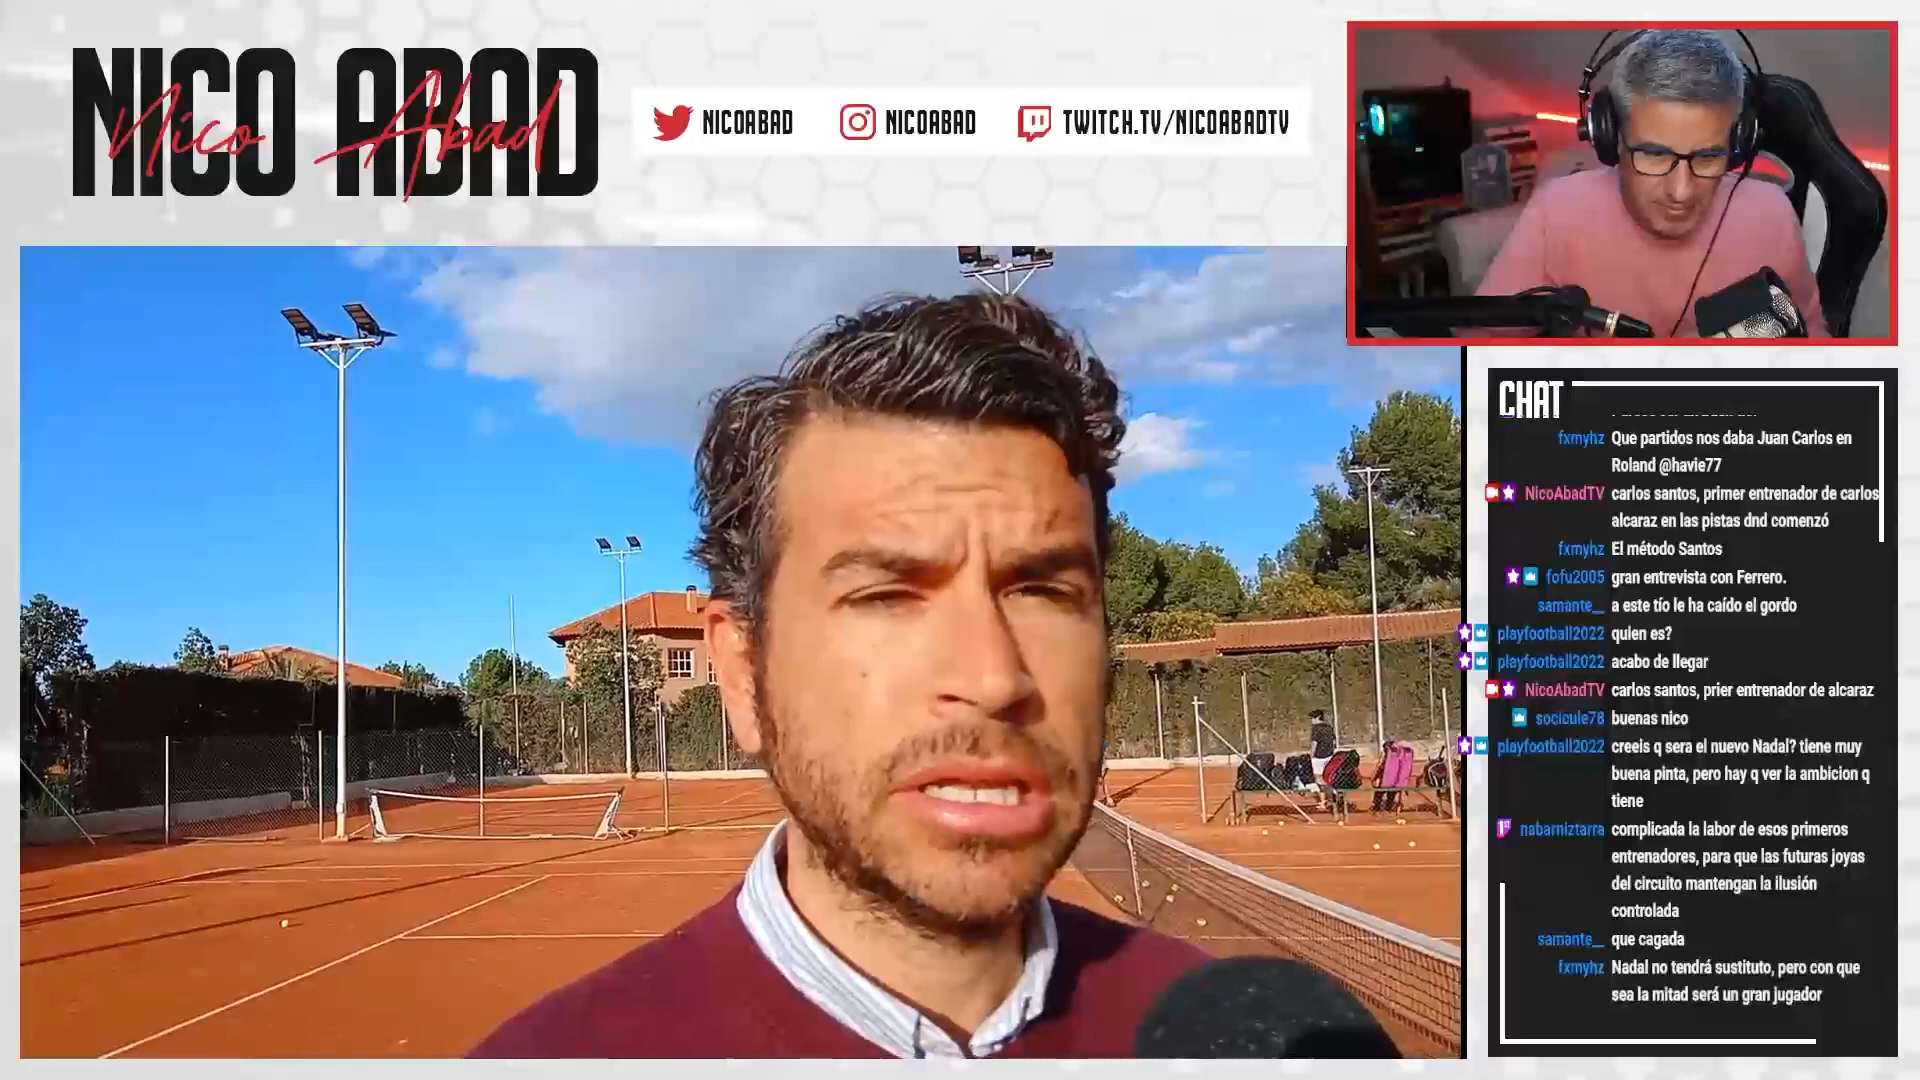 NICO ABAD
Nico Abad
NICOABAD
NICOABAD
TWITCH.TV/NICOABADTV
CHAT
fxmyhz Que partidos nos daba Juan Carlos en
Roland @havie77
NicoAbadTV carlos santos, primer entrenador de carlos
alcaraz en las pistas dnd comenzó
fxmyhz El método Santos
fofu2005 gran entrevista con Ferrero.
samante__ a este tío le ha caído el gordo
playfootball2022 quien es?
playfootball2022 acabo de llegar
NicoAbadTV carlos santos, prier entrenador de alcaraz
socicule78 buenas nico
playfootball2022 creeis q sera el nuevo Nadal? tiene muy
buena pinta, pero hay q ver la ambicion q
tiene
nabarniztarra complicada la labor de esos primeros
entrenadores, para que las futuras joyas
del circuito mantengan la ilusión
controlada
samante__ que cagada
fxmyhz Nadal no tendrá sustituto, pero con que
sea la mitad será un gran jugador